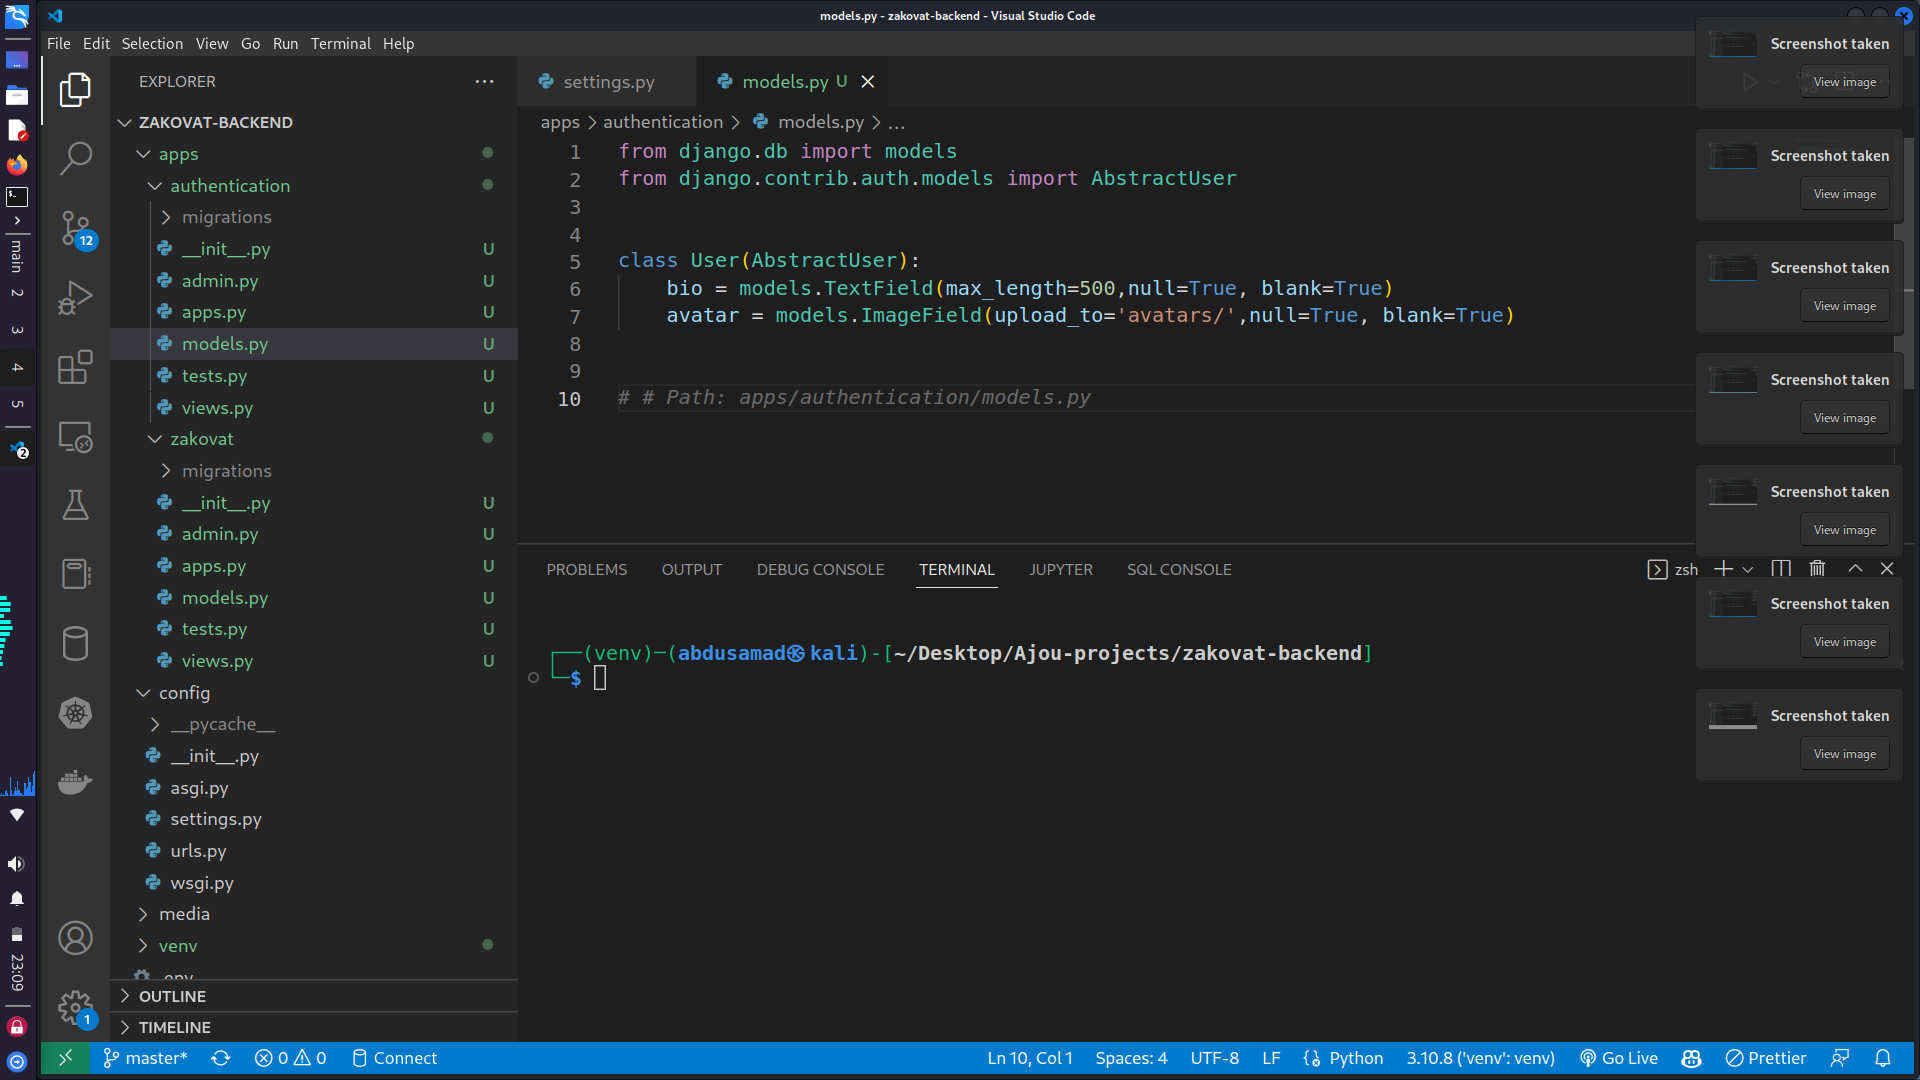 models.py - zakovat-backend - Visual Studio Code
File Edit Selection View Go Run Terminal Help
EXPLORER
ZAKOVAT-BACKEND
apps
authentication
migrations
__init__.py U
admin.py U
apps.py U
models.py U
tests.py U
views.py U
zakovat
migrations
__init__.py U
admin.py U
apps.py U
models.py U
tests.py U
views.py U
config
__pycache__
__init__.py
asgi.py
settings.py
urls.py
wsgi.py
media
venv
.env
OUTLINE
TIMELINE
12
1
main
2
3
4
5
2
23:09
settings.py
models.py U
apps > authentication > models.py > ...
1 from django.db import models
2 from django.contrib.auth.models import AbstractUser
3
4
5 class User(AbstractUser):
6 bio = models.TextField(max_length=500,null=True, blank=True)
7 avatar = models.ImageField(upload_to='avatars/',null=True, blank=True)
8
9
10 # # Path: apps/authentication/models.py
PROBLEMS OUTPUT DEBUG CONSOLE TERMINAL JUPYTER SQL CONSOLE
zsh
(venv)-(abdusamad㉿kali)-[~/Desktop/Ajou-projects/zakovat-backend]
$
Screenshot taken
View image
Screenshot taken
View image
Screenshot taken
View image
Screenshot taken
View image
Screenshot taken
View image
Screenshot taken
View image
Screenshot taken
View image
master* 0 0 Connect
Ln 10, Col 1 Spaces: 4 UTF-8 LF Python 3.10.8 ('venv': venv) Go Live Prettier